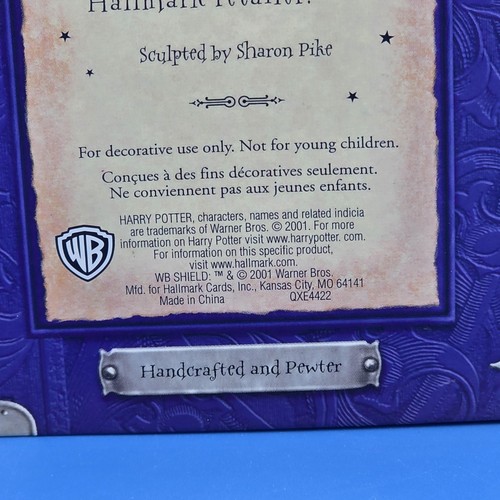 Hallmark retailer.
Sculpted by Sharon Pike
For decorative use only. Not for young children.
Conçues à des fins décoratives seulement.
Ne conviennent pas aux jeunes enfants.
HARRY POTTER, characters, names and related indicia
are trademarks of Warner Bros. © 2001. For more
information on Harry Potter visit www.harrypotter. com.
For information on this specific product,
visit www.hallmark.com.
WB SHIELD: ™ & © 2001 Warner Bros.
Mfd. for Hallmark Cards, Inc., Kansas City, MO 64141
Made in China QXE4422
WB
Handcrafted and Pewter